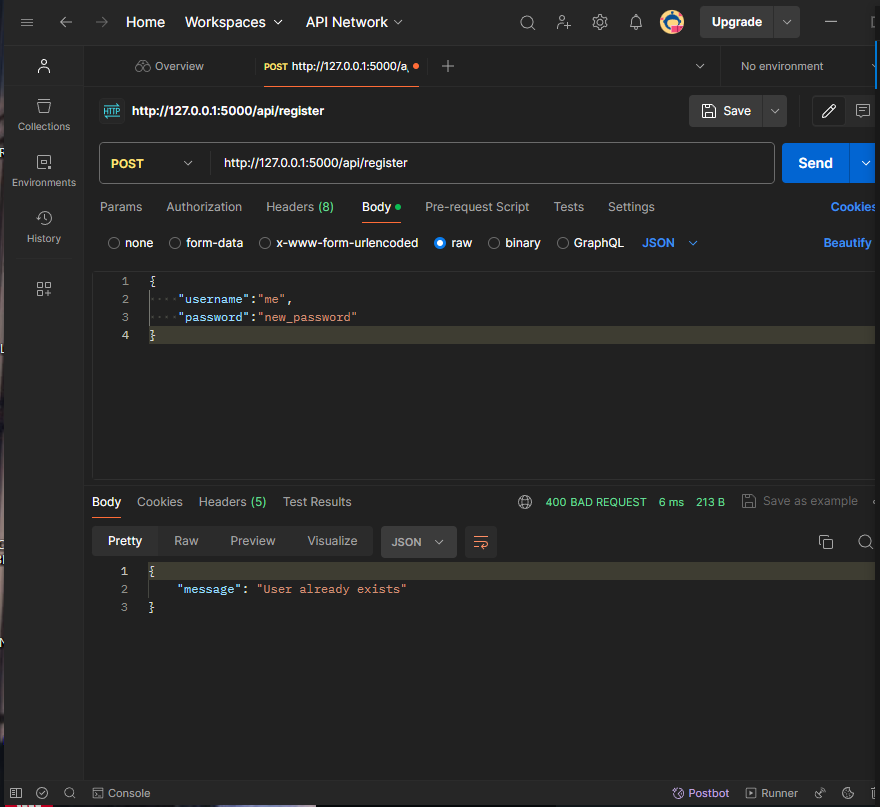 Home Workspaces API Network Upgrade
Overview POST http://127.0.0.1:5000/a No environment
HTTP http://127.0.0.1:5000/api/register Save
Collections
Environments
History
POST http://127.0.0.1:5000/api/register Send
Params Authorization Headers (8) Body Pre-request Script Tests Settings Cookies
none form-data x-www-form-urlencoded raw binary GraphQL JSON Beautify
1 {
2 "username":"me",
3 "password":"new_password"
4 }
Body Cookies Headers (5) Test Results 400 BAD REQUEST 6 ms 213 B Save as example
Pretty Raw Preview Visualize JSON
1 {
2 "message": "User already exists"
3 }
Console Postbot Runner